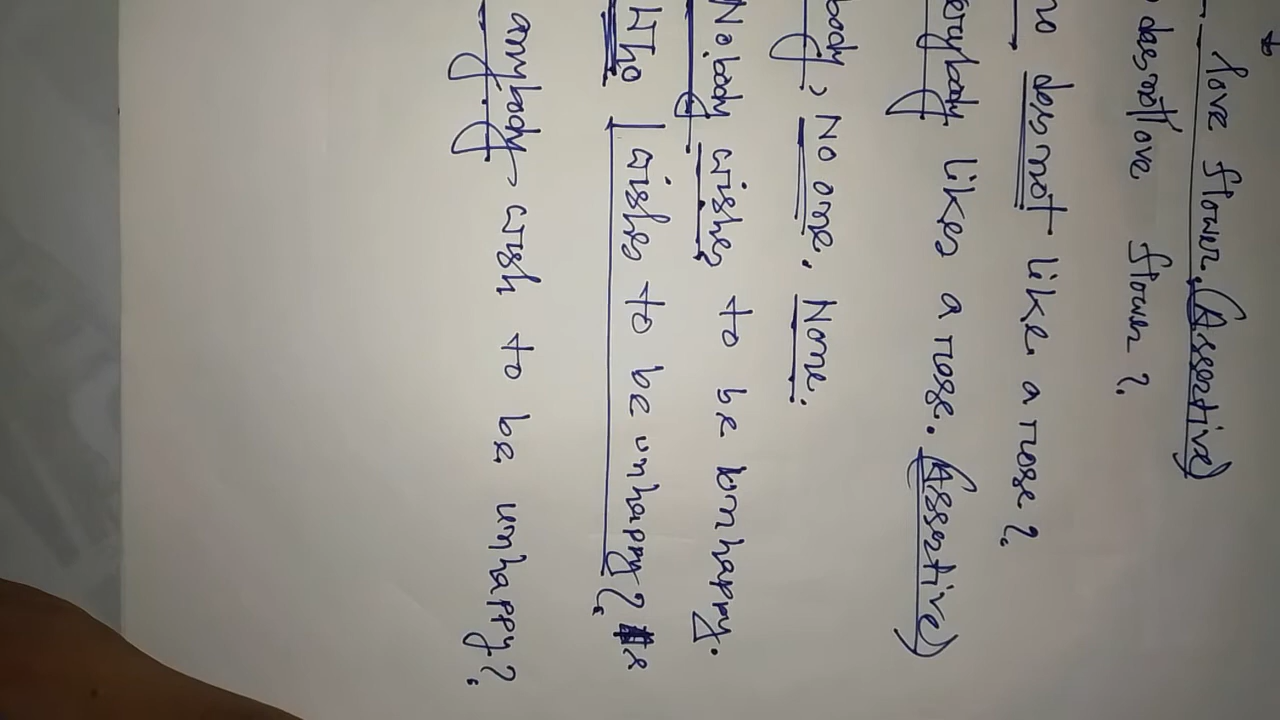 love flower. (Assertive)
does not love flower?
no does not like a rose?
erybody likes a rose. (Assertive)
body, No one, None.
Nobody wishes to be unhappy.
Who wishes to be unhappy?
anybody wish to be unhappy?